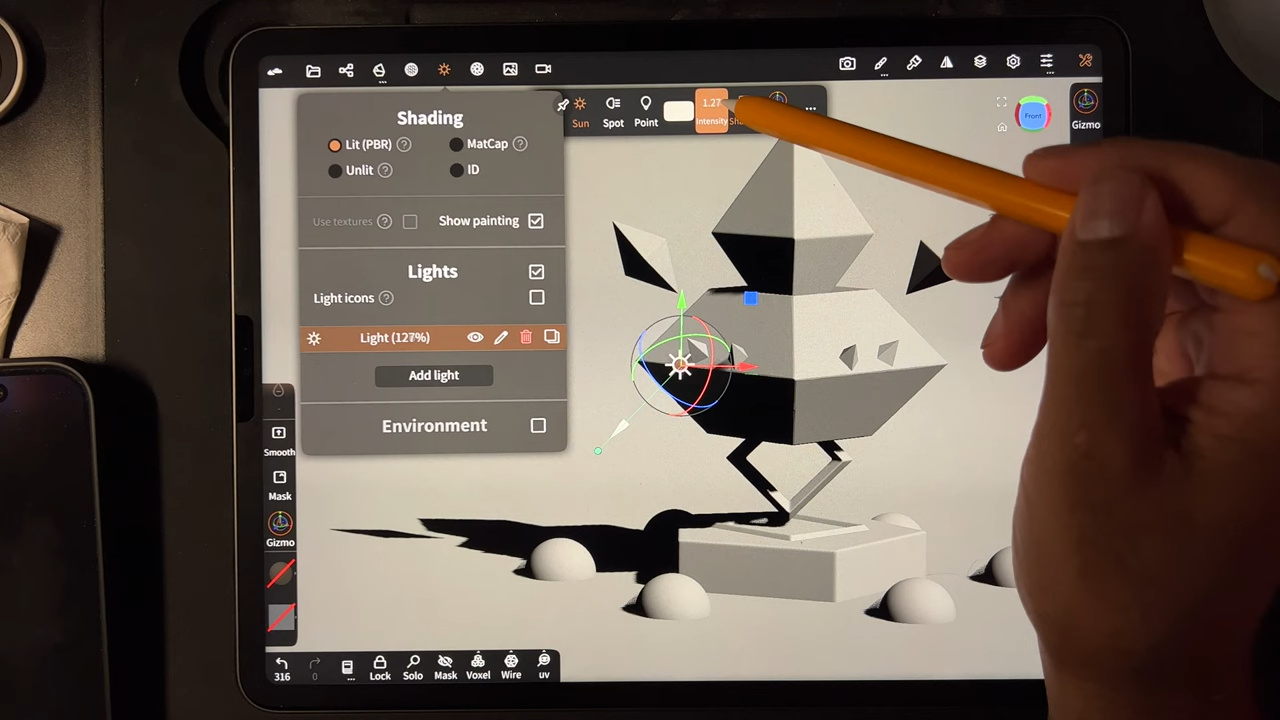 Shading
Lit (PBR) ?
MatCap ?
Unlit ?
ID
Use textures ?
Show painting
Lights
Light icons ?
Light (127%)
Add light
Environment
Sun
Spot
Point
1.27
Intensity
Front
Gizmo
Smooth
Mask
Gizmo
316
0
Lock
Solo
Mask
Voxel
Wire
uv